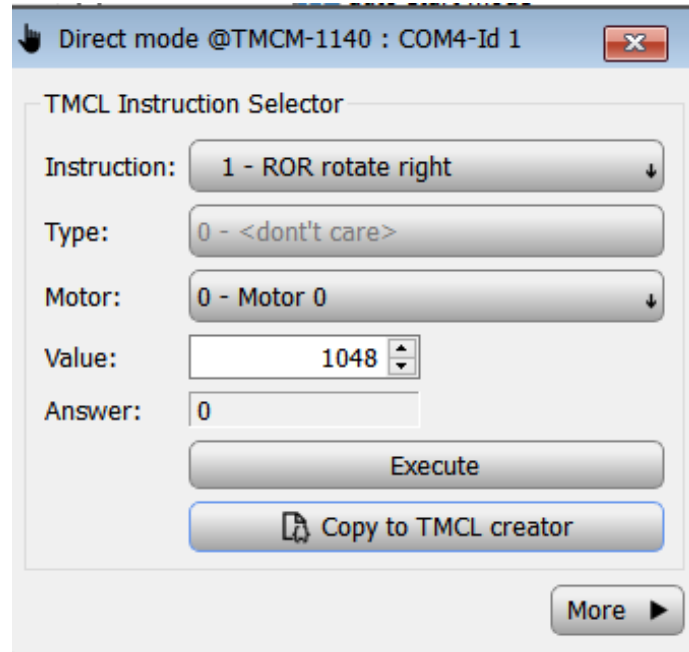 Direct mode @TMCM-1140 : COM4-Id 1
TMCL Instruction Selector
Instruction: 1 - ROR rotate right
Type: 0 - <dont't care>
Motor: 0 - Motor 0
Value: 1048
Answer: 0
Execute
Copy to TMCL creator
More